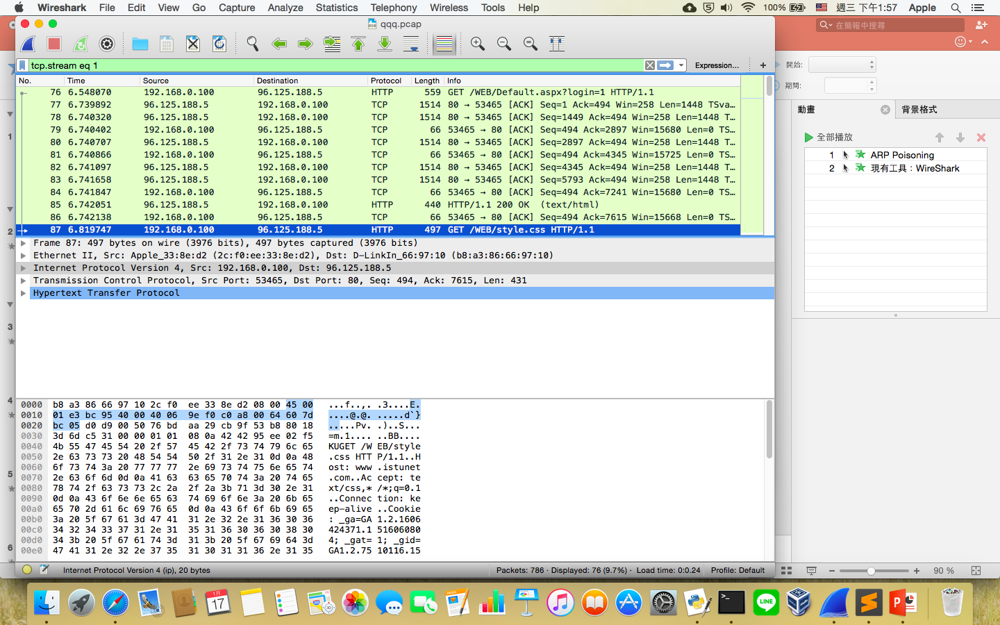 Wireshark File Edit View Go Capture Analyze Statistics Telephony Wireless Tools Help 100% 週三 下午1:57 Apple
qqq.pcap
在簡報中搜尋
tcp.stream eq 1 Expression… +
No. Time Source Destination Protocol Length Info
76 6.548070 192.168.0.100 96.125.188.5 HTTP 559 GET /WEB/Default.aspx?login=1 HTTP/1.1
77 6.739892 96.125.188.5 192.168.0.100 TCP 1514 80 → 53465 [ACK] Seq=1 Ack=494 Win=258 Len=1448 TSva…
78 6.740320 96.125.188.5 192.168.0.100 TCP 1514 80 → 53465 [ACK] Seq=1449 Ack=494 Win=258 Len=1448 T…
79 6.740402 192.168.0.100 96.125.188.5 TCP 66 53465 → 80 [ACK] Seq=494 Ack=2897 Win=15680 Len=0 TS…
80 6.740707 96.125.188.5 192.168.0.100 TCP 1514 80 → 53465 [ACK] Seq=2897 Ack=494 Win=258 Len=1448 T…
81 6.740866 192.168.0.100 96.125.188.5 TCP 66 53465 → 80 [ACK] Seq=494 Ack=4345 Win=15725 Len=0 TS…
82 6.741097 96.125.188.5 192.168.0.100 TCP 1514 80 → 53465 [ACK] Seq=4345 Ack=494 Win=258 Len=1448 T…
83 6.741658 96.125.188.5 192.168.0.100 TCP 1514 80 → 53465 [ACK] Seq=5793 Ack=494 Win=258 Len=1448 T…
84 6.741847 192.168.0.100 96.125.188.5 TCP 66 53465 → 80 [ACK] Seq=494 Ack=7241 Win=15680 Len=0 TS…
85 6.742051 96.125.188.5 192.168.0.100 HTTP 440 HTTP/1.1 200 OK (text/html)
86 6.742138 192.168.0.100 96.125.188.5 TCP 66 53465 → 80 [ACK] Seq=494 Ack=7615 Win=15668 Len=0 TS…
87 6.819747 192.168.0.100 96.125.188.5 HTTP 497 GET /WEB/style.css HTTP/1.1
Frame 87: 497 bytes on wire (3976 bits), 497 bytes captured (3976 bits)
Ethernet II, Src: Apple_33:8e:d2 (2c:f0:ee:33:8e:d2), Dst: D-LinkIn_66:97:10 (b8:a3:86:66:97:10)
Internet Protocol Version 4, Src: 192.168.0.100, Dst: 96.125.188.5
Transmission Control Protocol, Src Port: 53465, Dst Port: 80, Seq: 494, Ack: 7615, Len: 431
Hypertext Transfer Protocol
0000 b8 a3 86 66 97 10 2c f0 ee 33 8e d2 08 00 45 00 ...f..,. .3....E.
0010 01 e3 bc 95 40 00 40 06 9e f0 c0 a8 00 64 60 7d ....@.@. .....d`}
0020 bc 05 d0 d9 00 50 76 bd aa 29 cb 9f 53 b8 80 18 .....Pv. .)..S...
0030 3d 6d c5 31 00 00 01 01 08 0a 42 42 95 ee 02 f5 =m.1.... ..BB....
0040 4b 55 47 45 54 20 2f 57 45 42 2f 73 74 79 6c 65 KUGET /W EB/style
0050 2e 63 73 73 20 48 54 54 50 2f 31 2e 31 0d 0a 48 .css HTT P/1.1..H
0060 6f 73 74 3a 20 77 77 77 2e 69 73 74 75 6e 65 74 ost: www .istunet
0070 2e 63 6f 6d 0d 0a 41 63 63 65 70 74 3a 20 74 65 .com..Ac cept: te
0080 78 74 2f 63 73 73 2c 2a 2f 2a 3b 71 3d 30 2e 31 xt/css,* /*;q=0.1
0090 0d 0a 43 6f 6e 6e 65 63 74 69 6f 6e 3a 20 6b 65 ..Connec tion: ke
00a0 65 70 2d 61 6c 69 76 65 0d 0a 43 6f 6f 6b 69 65 ep-alive ..Cookie
00b0 3a 20 5f 67 61 3d 47 41 31 2e 32 2e 31 36 30 36 : _ga=GA 1.2.1606
00c0 34 32 34 33 37 31 2e 31 35 31 36 30 36 30 38 30 424371.1 51606080
00d0 34 3b 20 5f 67 61 74 3d 31 3b 20 5f 67 69 64 3d 4; _gat= 1; _gid=
00e0 47 41 31 2e 32 2e 37 35 31 30 31 31 36 2e 31 35 GA1.2.75 10116.15
Internet Protocol Version 4 (ip), 20 bytes Packets: 786 · Displayed: 76 (9.7%) · Load time: 0:0.24 Profile: Default
1
2
3
4
5
6
開始:
期間:
動畫 背景格式
全部播放
1 ARP Poisoning
2 現有工具：WireShark
90 %
1月
17
LINE